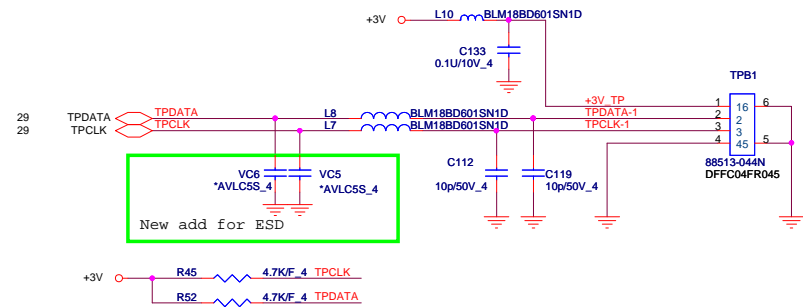 +3V L10 BLM18BD601SN1D
C133
0.1U/10V_4
TPB1
+3V_TP
29 TPDATA TPDATA L8 BLM18BD601SN1D TPDATA-1
29 TPCLK TPCLK L7 BLM18BD601SN1D TPCLK-1
1 16 6
2 2
3 3
4 45 5
88513-044N
DFFC04FR045
VC6
*AVLC5S_4
VC5
*AVLC5S_4
C112
10p/50V_4
C119
10p/50V_4
New add for ESD
+3V R45 4.7K/F_4 TPCLK
R52 4.7K/F_4 TPDATA